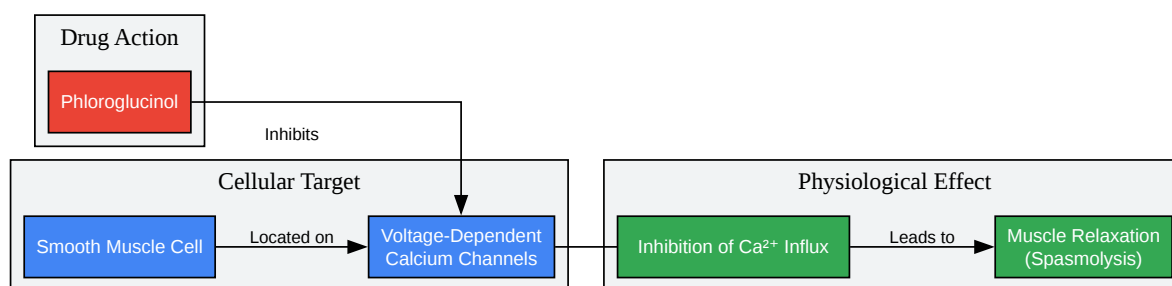 Drug Action
Phloroglucinol
Inhibits
Cellular Target
Physiological Effect
Smooth Muscle Cell
Located on
Voltage-Dependent
Calcium Channels
Inhibition of Ca²⁺ Influx
Leads to
Muscle Relaxation
(Spasmolysis)